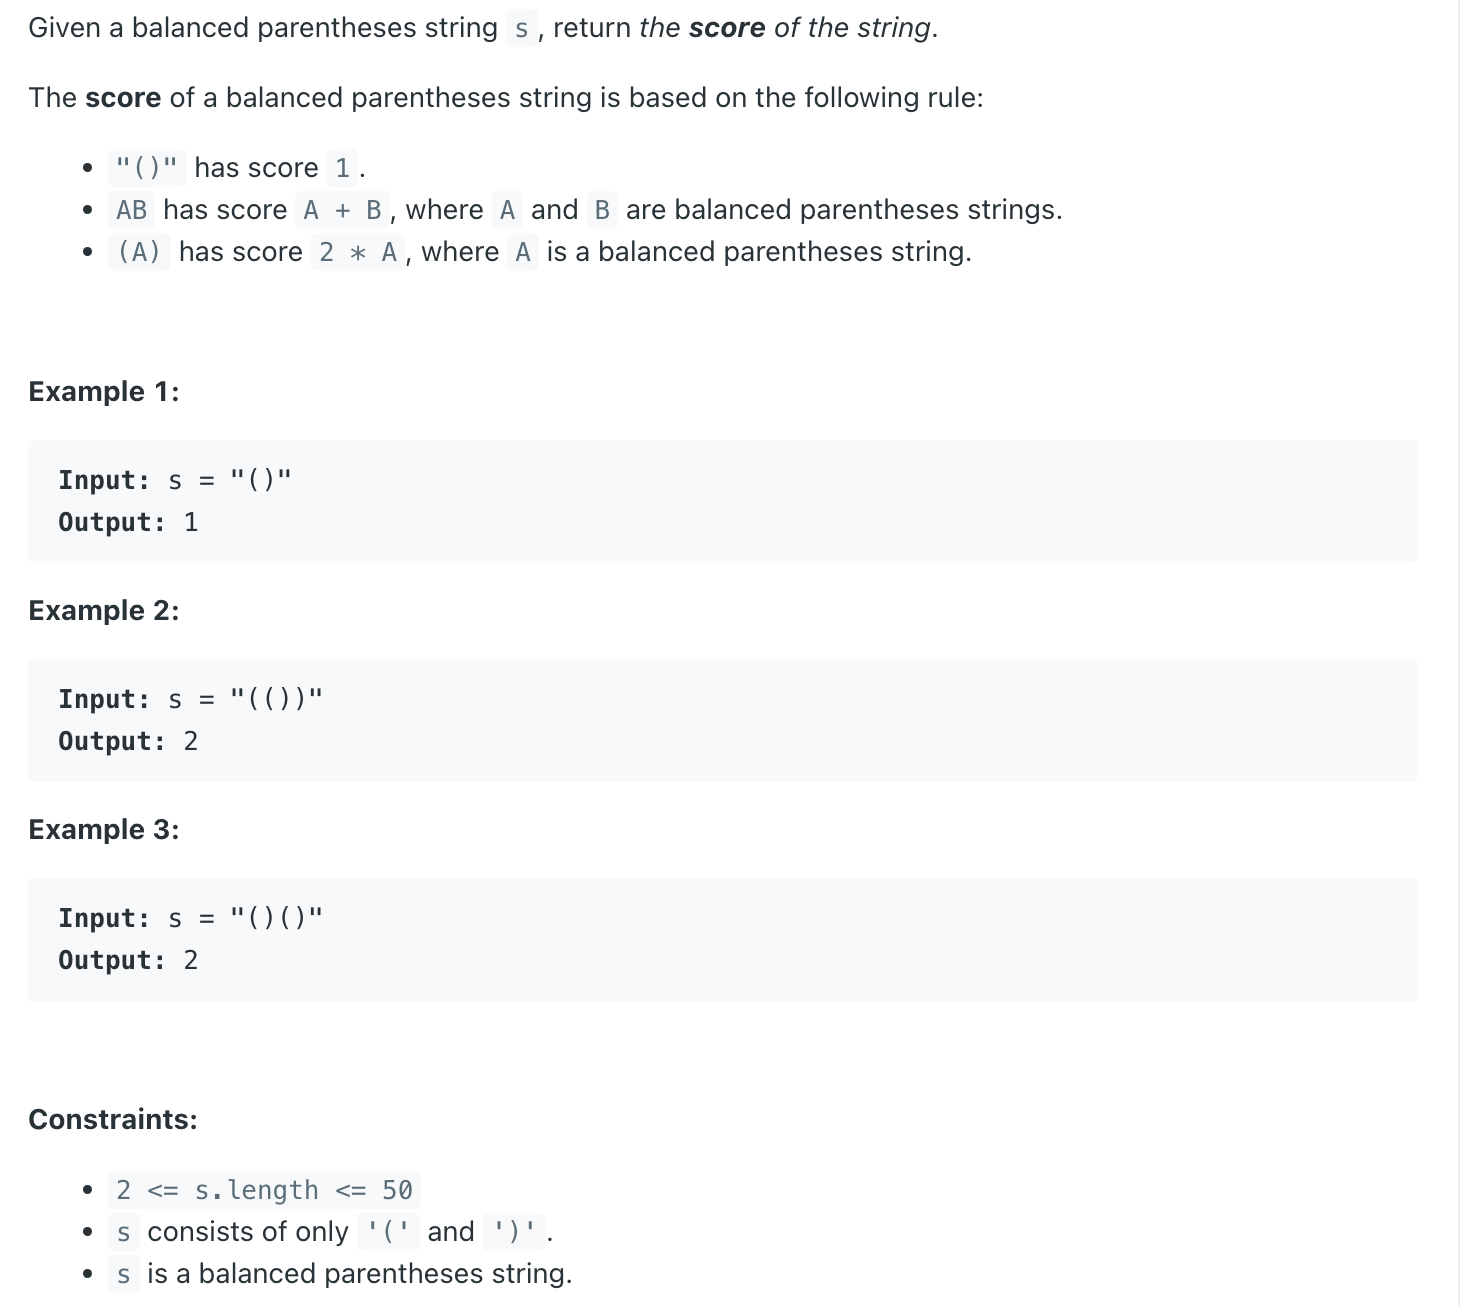 Given a balanced parentheses string s, return the score of the string.
The score of a balanced parentheses string is based on the following rule:
• "()" has score 1.
• AB has score A + B, where A and B are balanced parentheses strings.
• (A) has score 2 * A, where A is a balanced parentheses string.
Example 1:
Input: s = "()"
Output: 1
Example 2:
Input: s = "(())"
Output: 2
Example 3:
Input: s = "()()"
Output: 2
Constraints:
• 2 <= s.length <= 50
• s consists of only '(' and ')'.
• s is a balanced parentheses string.